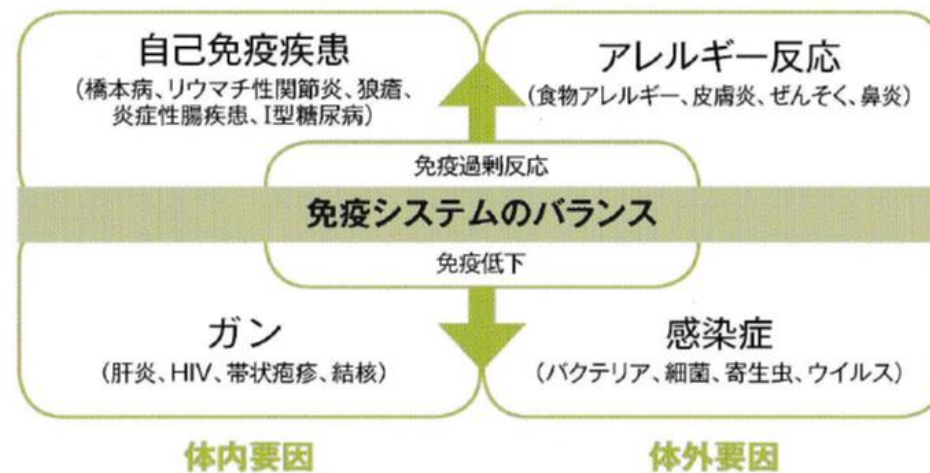 自己免疫疾患
(橋本病、リウマチ性関節炎、狼瘡、
炎症性腸疾患、I型糖尿病)
アレルギー反応
(食物アレルギー、皮膚炎、ぜんそく、鼻炎)
免疫過剰反応
免疫システムのバランス
免疫低下
ガン
(肝炎、HIV、帯状疱疹、結核)
感染症
(バクテリア、細菌、寄生虫、ウイルス)
体内要因
体外要因